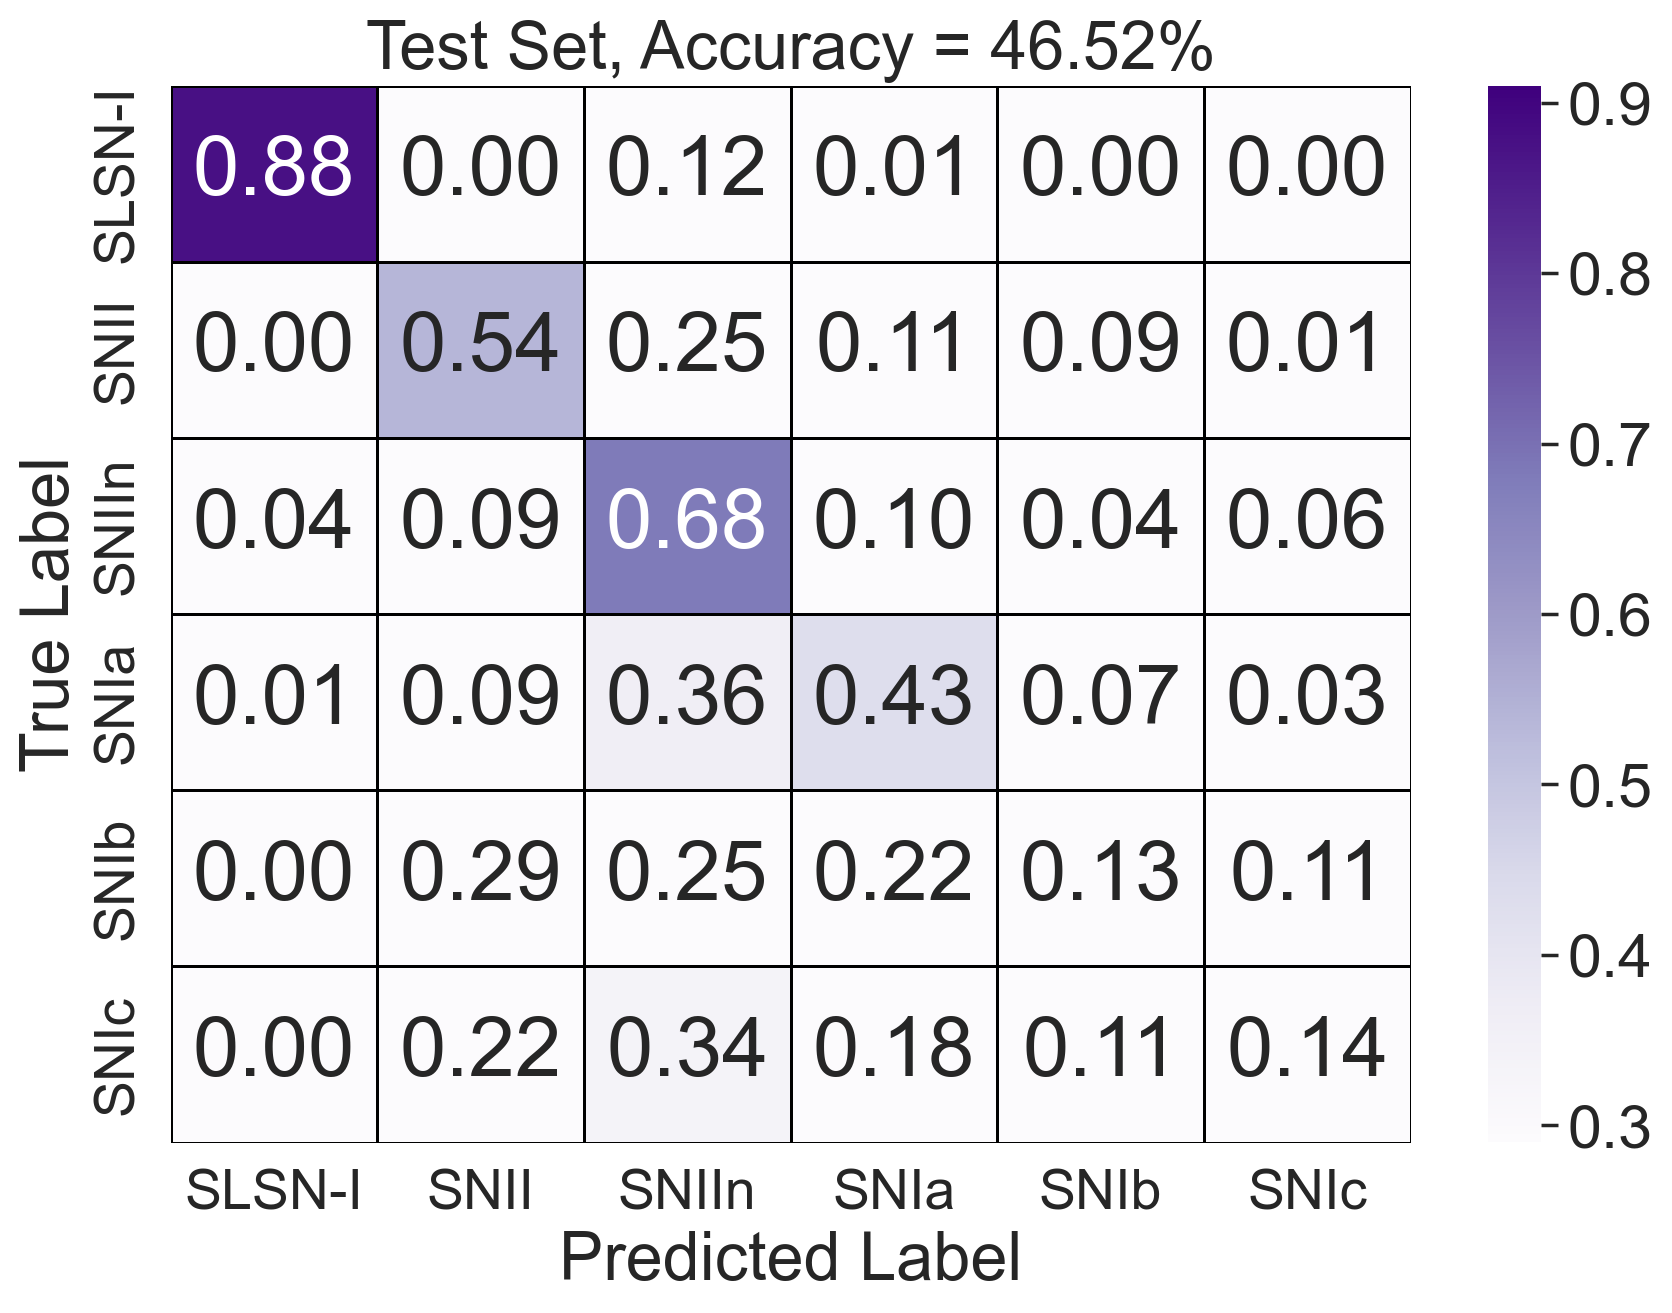 Test Set, Accuracy = 46.52%
True Label
SLSN-I 0.88 0.00 0.12 0.01 0.00 0.00
SNII 0.00 0.54 0.25 0.11 0.09 0.01
SNIIn 0.04 0.09 0.68 0.10 0.04 0.06
SNIa 0.01 0.09 0.36 0.43 0.07 0.03
SNIb 0.00 0.29 0.25 0.22 0.13 0.11
SNIc 0.00 0.22 0.34 0.18 0.11 0.14
SLSN-I SNII SNIIn SNIa SNIb SNIc
Predicted Label
0.9
0.8
0.7
0.6
0.5
0.4
0.3